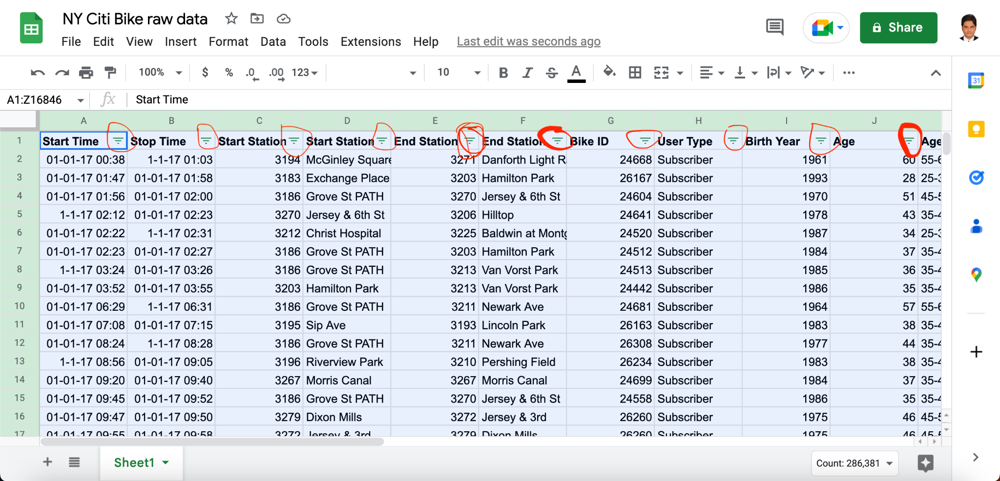 NY Citi Bike raw data
File Edit View Insert Format Data Tools Extensions Help Last edit was seconds ago
Share
100% $ % .0 .00 123 10 B I S A
31
A1:Z16846 fx Start Time
A B C D E F G H I J
1 Start Time Stop Time Start Station Start Station End Station End Station Bike ID User Type Birth Year Age Age
2 01-01-17 00:38 1-1-17 01:03 3194 McGinley Square 3271 Danforth Light R 24668 Subscriber 1961 60 55-6
3 01-01-17 01:47 01-01-17 01:58 3183 Exchange Place 3203 Hamilton Park 26167 Subscriber 1993 28 25-3
4 01-01-17 01:56 01-01-17 02:00 3186 Grove St PATH 3270 Jersey & 6th St 24604 Subscriber 1970 51 45-5
5 1-1-17 02:12 01-01-17 02:23 3270 Jersey & 6th St 3206 Hilltop 24641 Subscriber 1978 43 35-4
6 01-01-17 02:22 1-1-17 02:31 3212 Christ Hospital 3225 Baldwin at Montg 24520 Subscriber 1987 34 25-3
7 01-01-17 02:23 01-01-17 02:27 3186 Grove St PATH 3203 Hamilton Park 24512 Subscriber 1984 37 35-4
8 1-1-17 03:24 01-01-17 03:26 3186 Grove St PATH 3213 Van Vorst Park 24513 Subscriber 1985 36 35-4
9 01-01-17 03:52 01-01-17 03:55 3203 Hamilton Park 3213 Van Vorst Park 24442 Subscriber 1986 35 35-4
10 01-01-17 06:29 1-1-17 06:31 3186 Grove St PATH 3211 Newark Ave 24681 Subscriber 1964 57 55-6
11 01-01-17 07:08 01-01-17 07:15 3195 Sip Ave 3193 Lincoln Park 26163 Subscriber 1983 38 35-4
12 01-01-17 08:24 1-1-17 08:28 3186 Grove St PATH 3211 Newark Ave 26308 Subscriber 1977 44 35-4
13 1-1-17 08:56 01-01-17 09:05 3196 Riverview Park 3210 Pershing Field 26234 Subscriber 1983 38 35-4
14 01-01-17 09:20 01-01-17 09:40 3267 Morris Canal 3267 Morris Canal 24699 Subscriber 1984 37 35-4
15 01-01-17 09:45 01-01-17 09:52 3186 Grove St PATH 3270 Jersey & 6th St 24558 Subscriber 1986 35 35-4
16 01-01-17 09:47 01-01-17 09:50 3279 Dixon Mills 3272 Jersey & 3rd 26260 Subscriber 1975 46 45-5
17 01-01-17 09:55 01-01-17 09:58 3272 Jersey & 3rd 3279 Dixon Mills 26260 Subscriber 1975 46 45-5
Sheet1
Count: 286,381